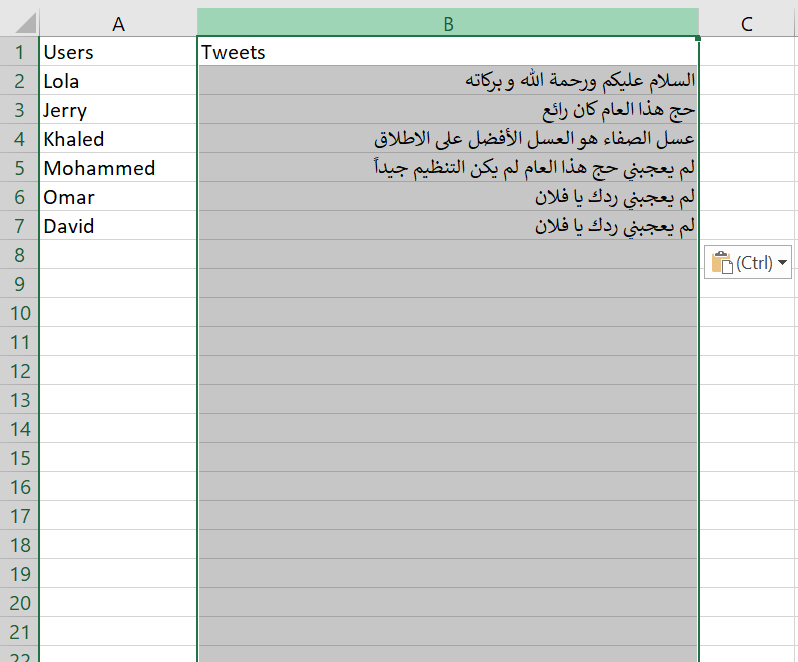 A B C
1 Users Tweets
2 Lola السلام عليكم ورحمة الله و بركاته
3 Jerry حج هذا العام كان رائع
4 Khaled عسل الصفاء هو العسل الأفضل على الاطلاق
5 Mohammed لم يعجبني حج هذا العام لم يكن التنظيم جيداً
6 Omar لم يعجبني ردك يا فلان
7 David لم يعجبني ردك يا فلان
8
(Ctrl)
9
10
11
12
13
14
15
16
17
18
19
20
21
22